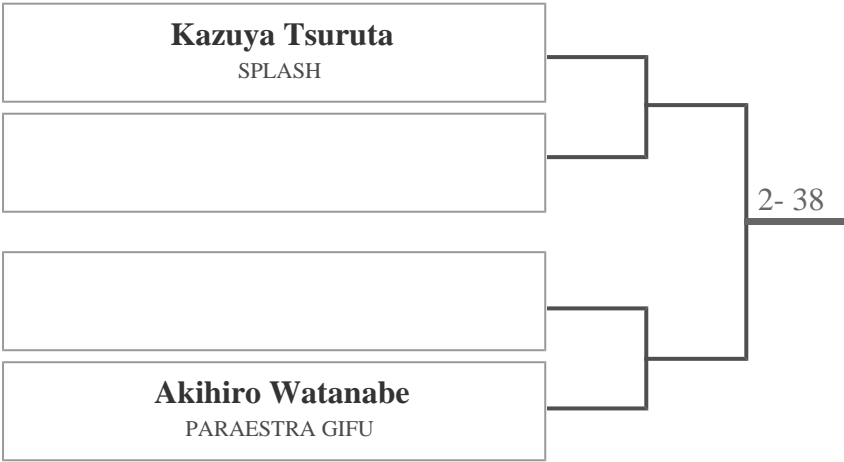 Kazuya Tsuruta
SPLASH
2- 38
Akihiro Watanabe
PARAESTRA GIFU